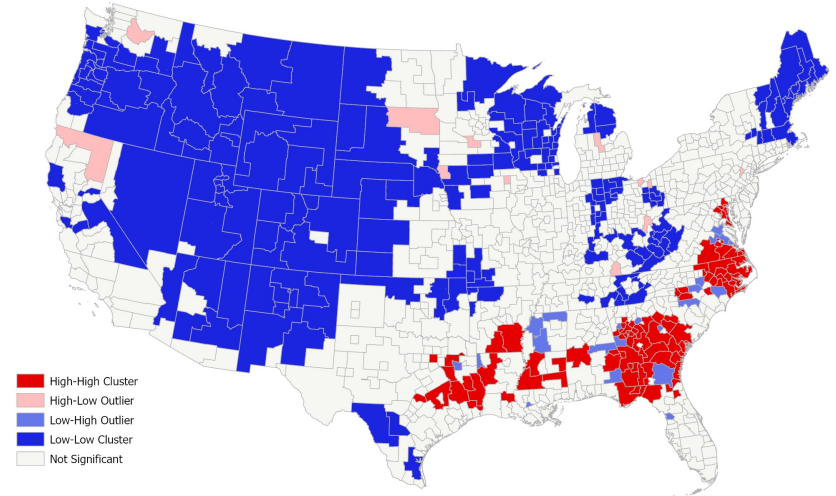 High-High Cluster
High-Low Outlier
Low-High Outlier
Low-Low Cluster
Not Significant